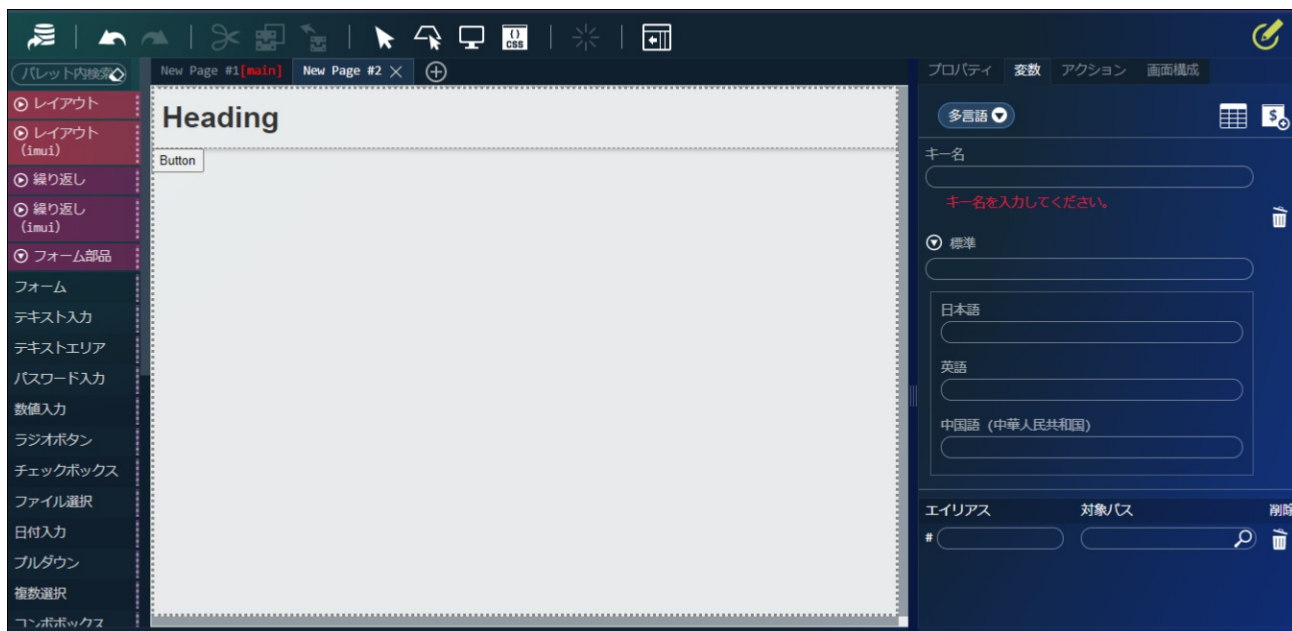 CSS
パレット内検索
New Page #1[main]
New Page #2
プロパティ
変数
アクション
画面構成
レイアウト
レイアウト
(imui)
繰り返し
繰り返し
(imui)
フォーム部品
フォーム
テキスト入力
テキストエリア
パスワード入力
数値入力
ラジオボタン
チェックボックス
ファイル選択
日付入力
プルダウン
複数選択
コンボボックス
Heading
Button
多言語
キー名
キー名を入力してください。
標準
日本語
英語
中国語 (中華人民共和国)
エイリアス
対象パス
削除
#